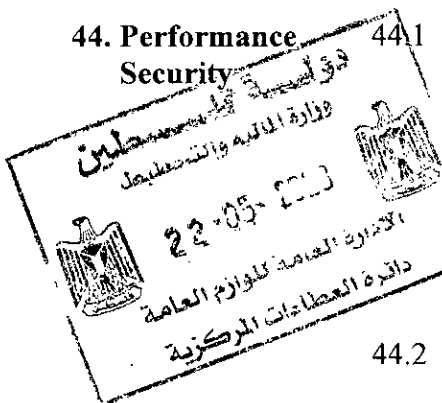 44. Performance 44.1
Security
دولة فلسطين
وزارة المالية والتخطيط
22-05-
الادارة العامة للوازم العامة
دائرة العطاءات المركزية
44.2